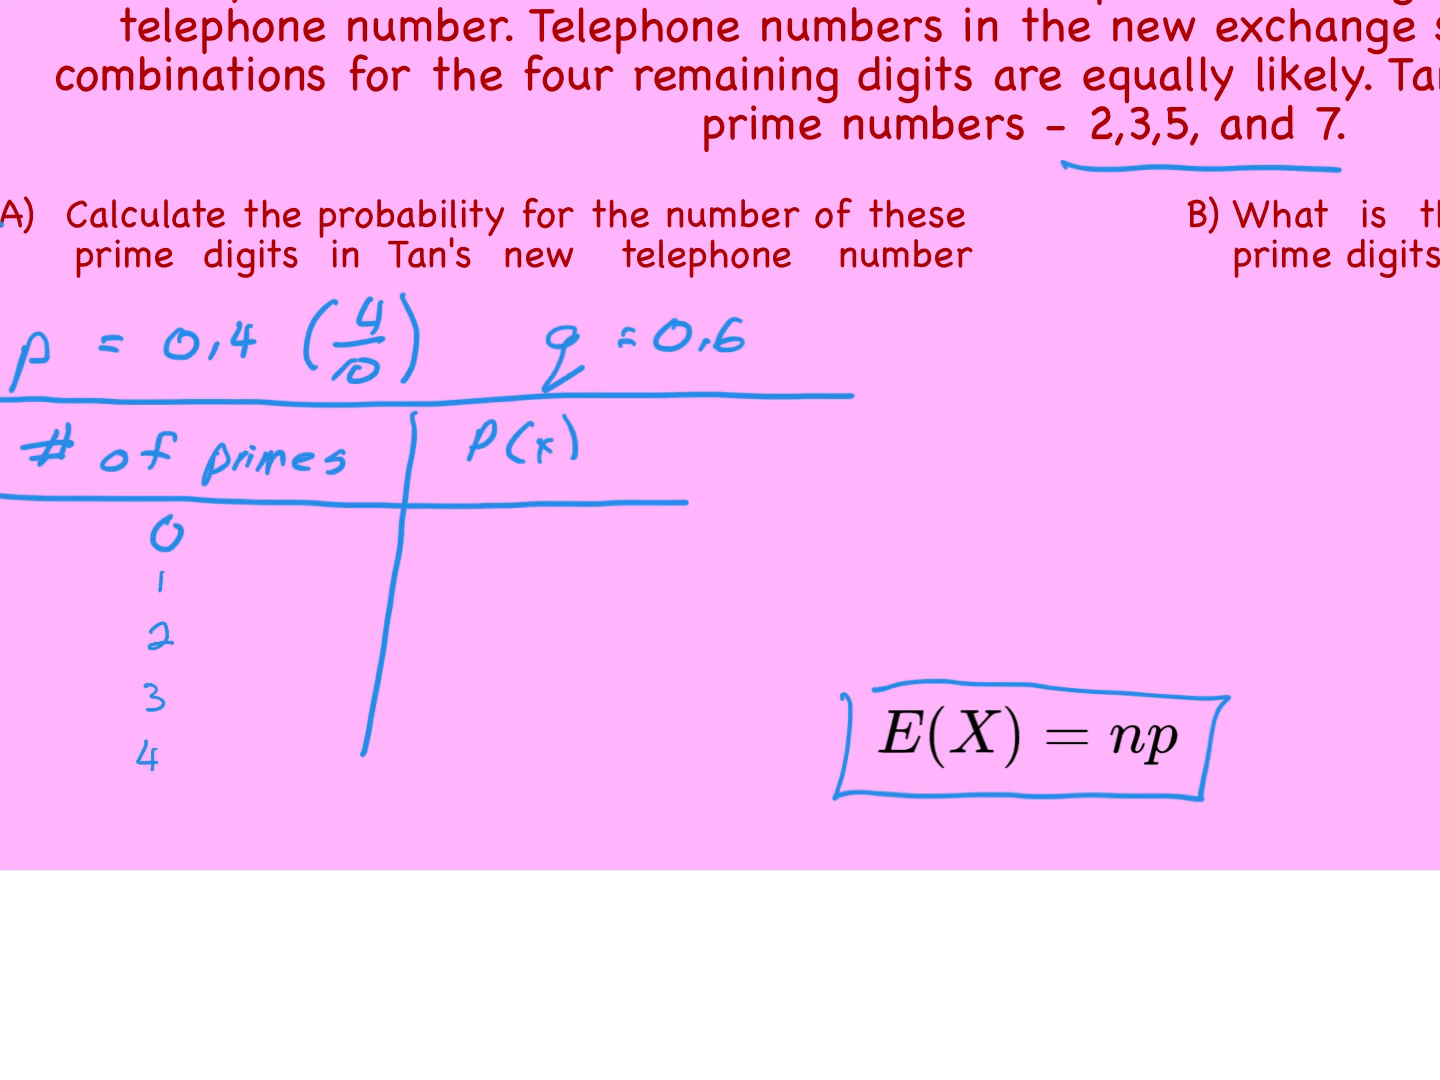 telephone number. Telephone numbers in the new exchange
combinations for the four remaining digits are equally likely.
prime numbers - 2,3,5, and 7.
A) Calculate the probability for the number of these
prime digits in Tan's new telephone number
B) What is
prime digits
p = 0,4 (4/10) q = 0,6
# of primes P(x)
0
1
2
3
4
E(X) = np